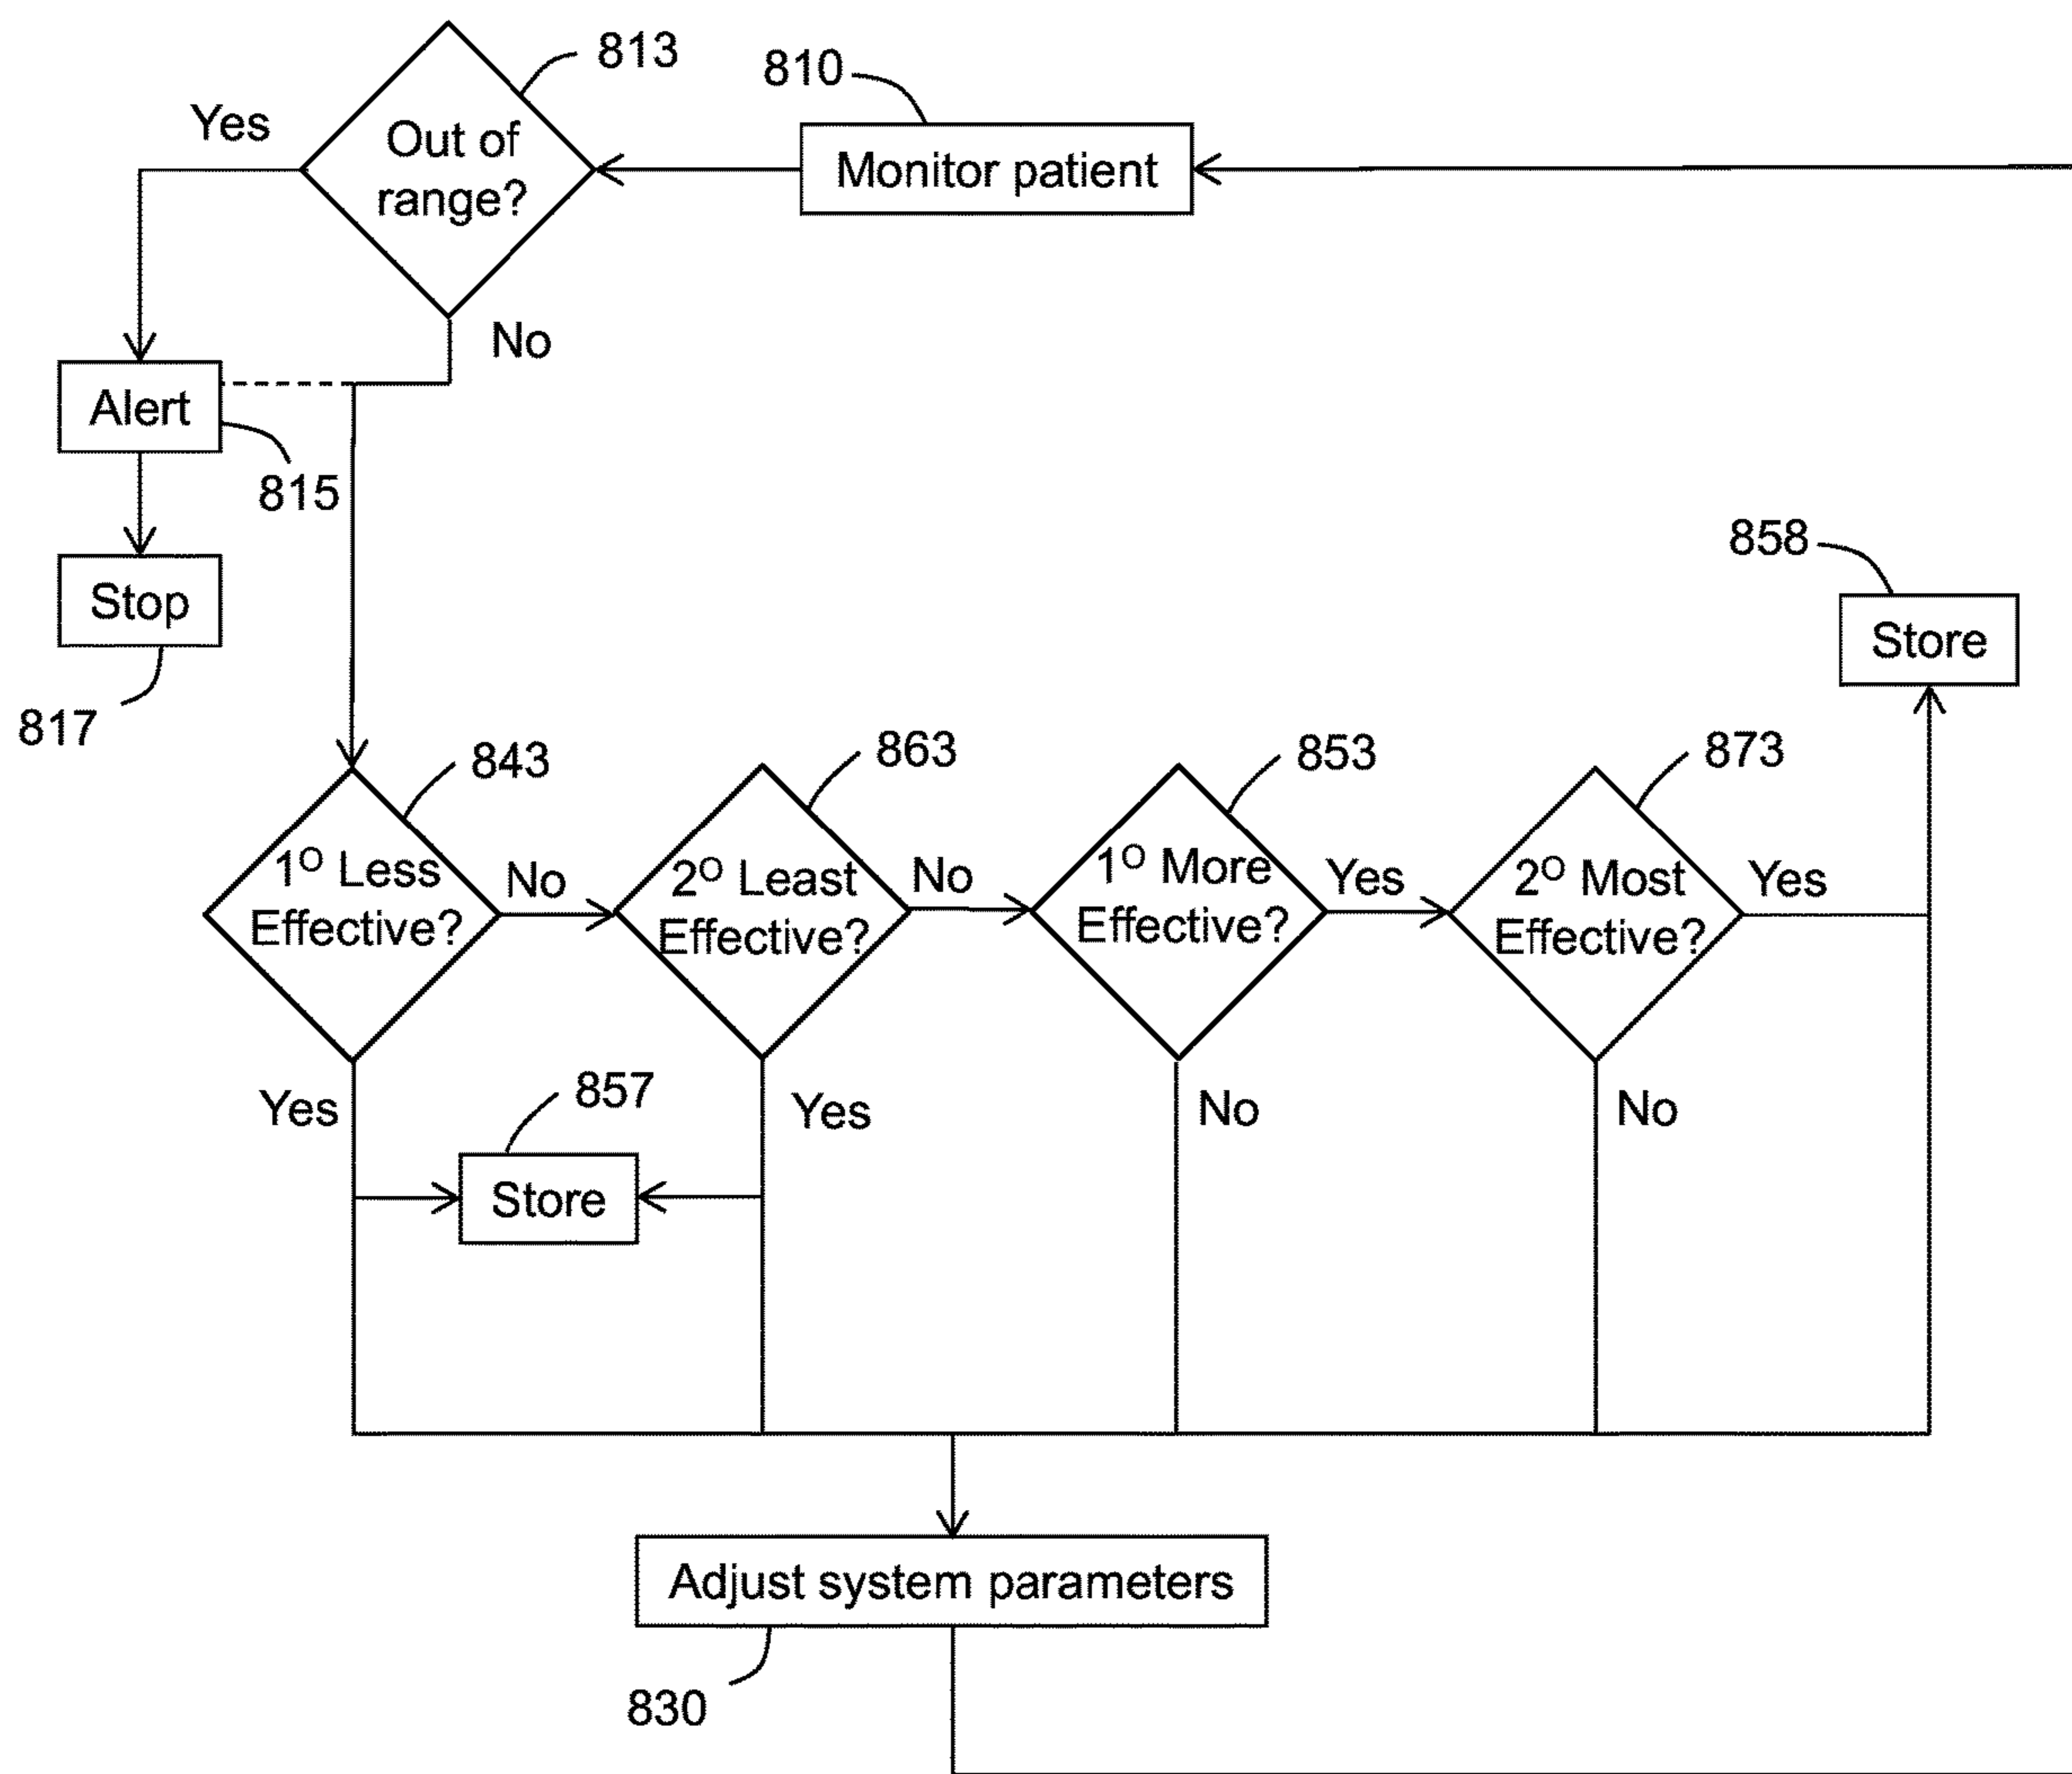 813
810
Yes
Out of
range?
Monitor patient
No
Alert
815
858
Stop
Store
817
843
863
853
873
1O Less
Effective?
No
2O Least
Effective?
No
1O More
Effective?
Yes
2O Most
Effective?
Yes
857
Yes
Yes
No
No
Store
Adjust system parameters
830